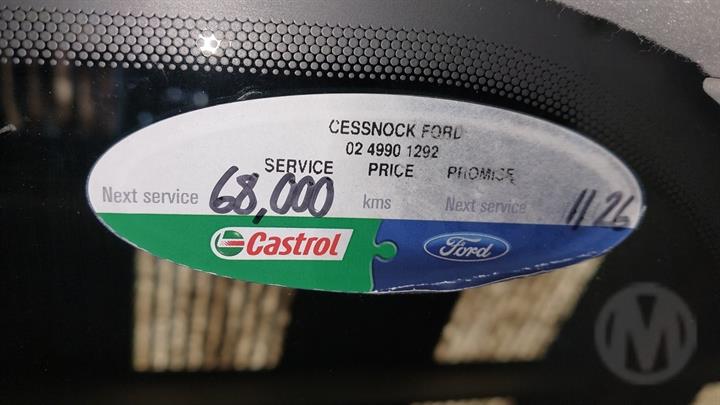 CESSNOCK FORD
02 4990 1292
SERVICE PRICE PROMISE
Next service 68,000 kms Next service 11/26
Castrol Ford
M